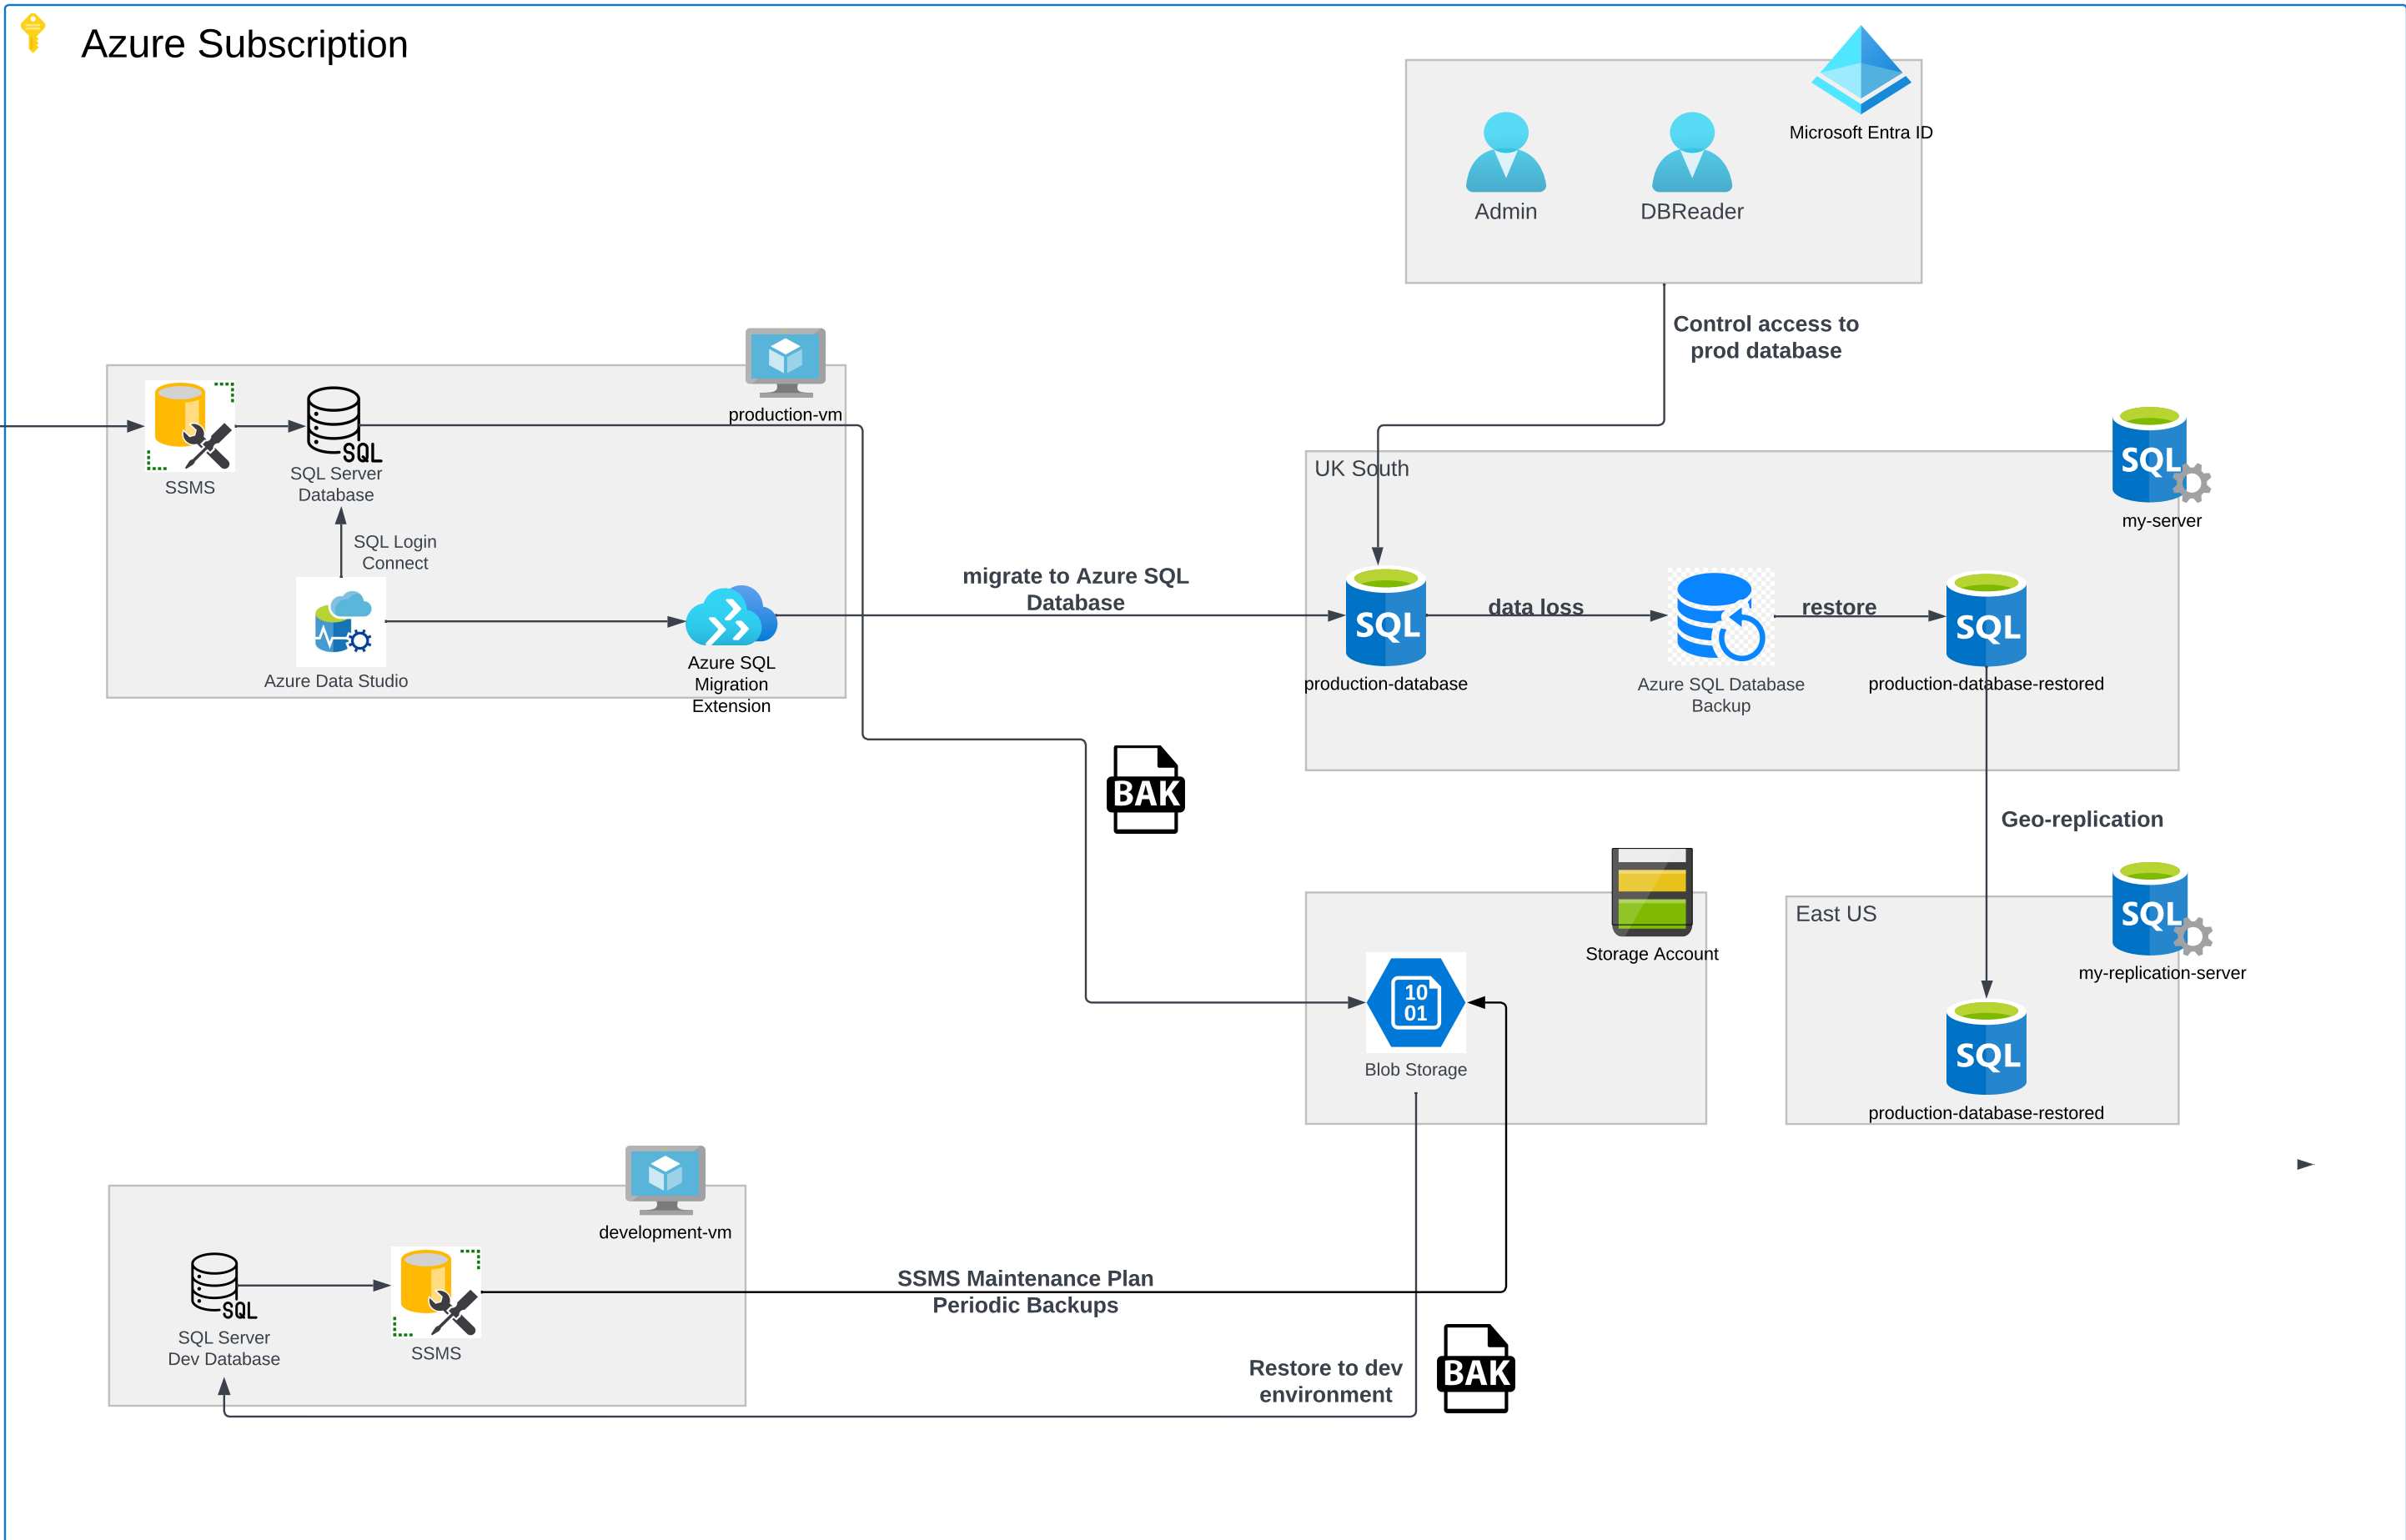 Azure Subscription
Microsoft Entra ID
Admin
DBReader
Control access to
prod database
production-vm
SSMS
SQL
SQL Server
Database
SQL Login
Connect
Azure Data Studio
Azure SQL
Migration
Extension
migrate to Azure SQL
Database
UK South
SQL
my-server
SQL
production-database
data loss
Azure SQL Database
Backup
restore
SQL
production-database-restored
BAK
Geo-replication
Storage Account
10
01
Blob Storage
East US
SQL
my-replication-server
SQL
production-database-restored
development-vm
SQL
SQL Server
Dev Database
SSMS
SSMS Maintenance Plan
Periodic Backups
Restore to dev
environment
BAK